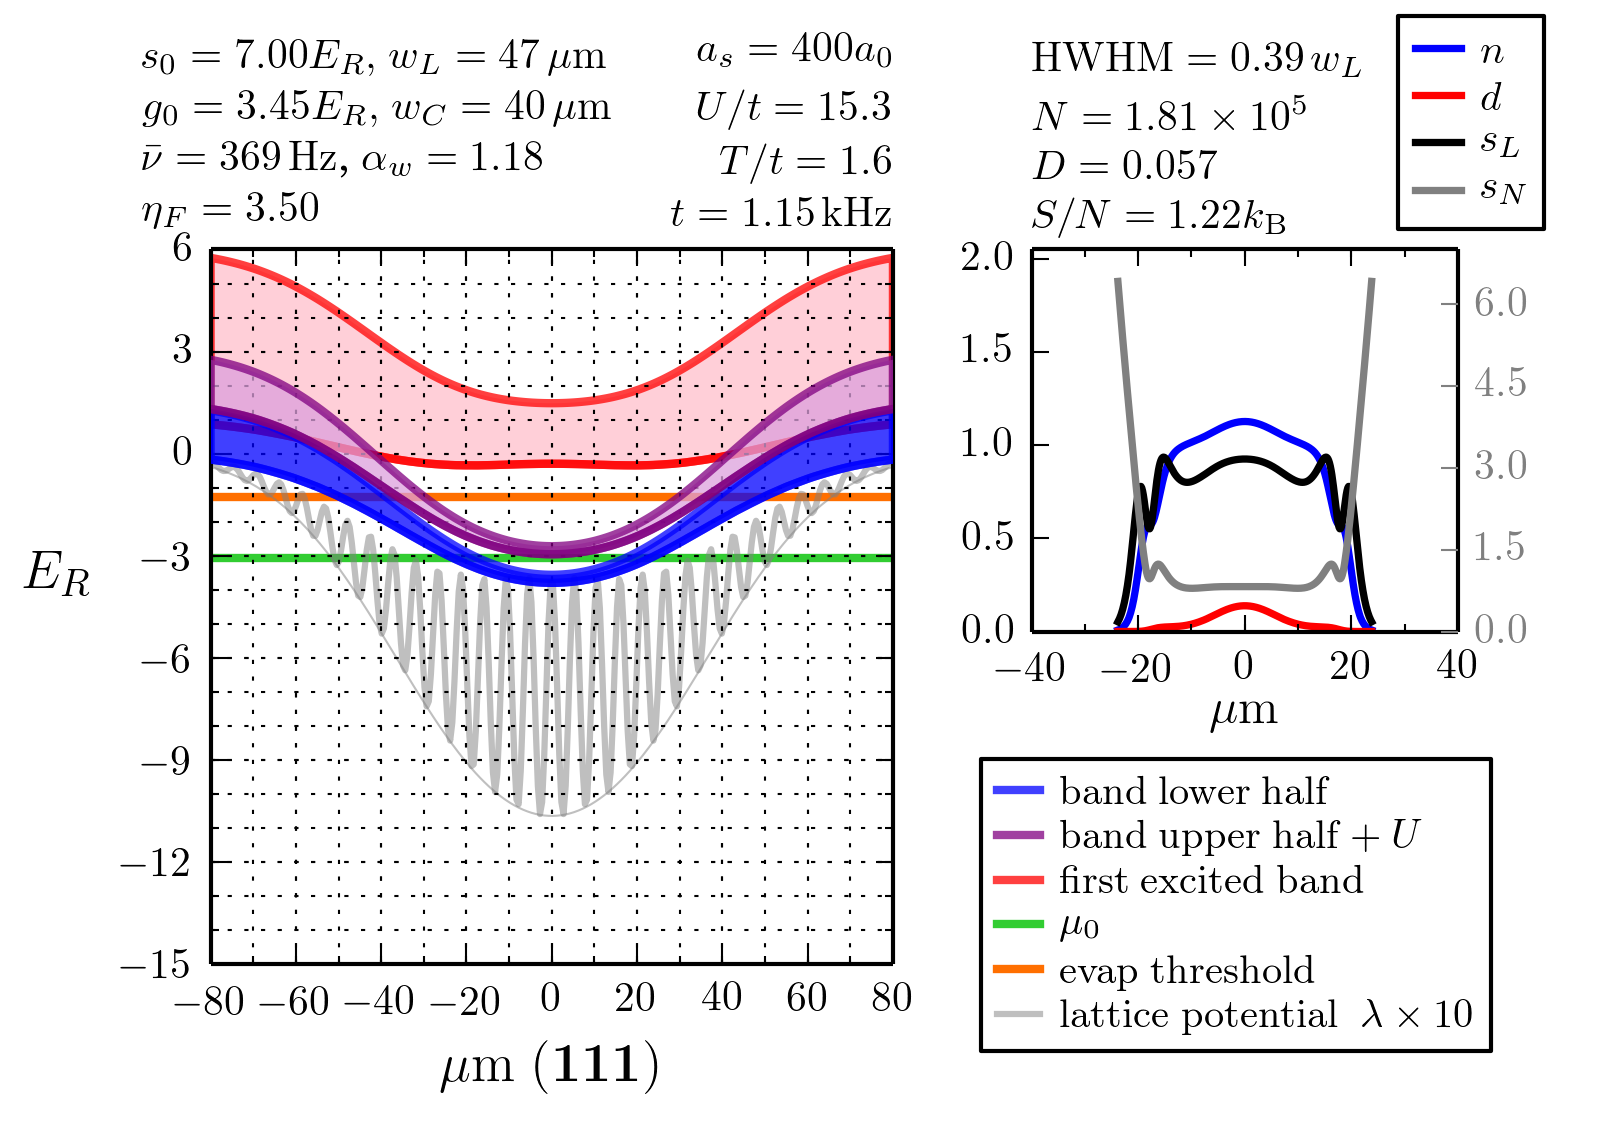 s₀ = 7.00E_R, w_L = 47 μm
g₀ = 3.45E_R, w_C = 40 μm
ν̄ = 369 Hz, α_w = 1.18
η_F = 3.50
a_s = 400a₀
U/t = 15.3
T/t = 1.6
t = 1.15 kHz
HWHM = 0.39 w_L
N = 1.81 × 10⁵
D = 0.057
S/N = 1.22k_B
n
d
s_L
s_N
E_R
6
3
0
−3
−6
−9
−12
−15
−80 −60 −40 −20 0 20 40 60 80
μm (111)
2.0
1.5
1.0
0.5
0.0
6.0
4.5
3.0
1.5
0.0
−40 −20 0 20 40
μm
band lower half
band upper half + U
first excited band
μ₀
evap threshold
lattice potential λ × 10